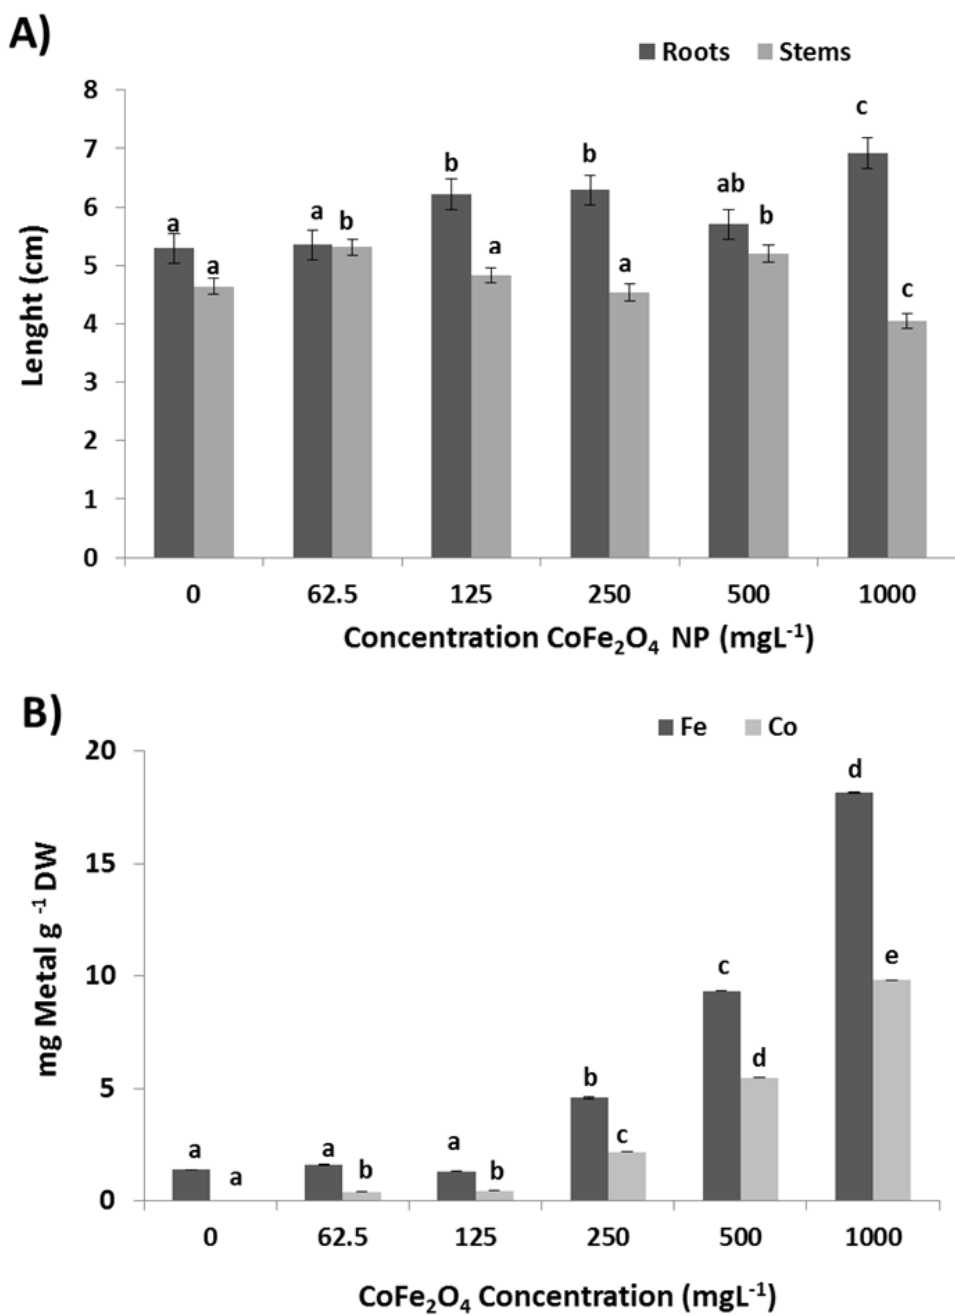 A)
Roots Stems
8
7
6
5
4
3
2
1
0
Lenght (cm)
a a a b b a b a ab b c c
0 62.5 125 250 500 1000
Concentration CoFe₂O₄ NP (mgL⁻¹)
B)
Fe Co
20
15
10
5
0
mg Metal g ⁻¹ DW
a a a b a b b c c d d e
0 62.5 125 250 500 1000
CoFe₂O₄ Concentration (mgL⁻¹)